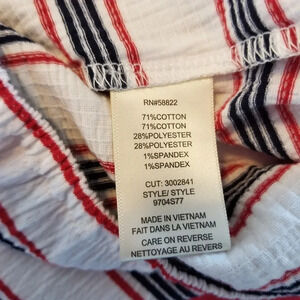 RN#58822
71%COTTON
71%COTTON
28%POLYESTER
28%POLYESTER
1%SPANDEX
1%SPANDEX
CUT: 3002841
STYLE/ STYLE
9704S77
MADE IN VIETNAM
FAIT DANS LA VIETNAM
CARE ON REVERSE
NETTOYAGE AU REVERS